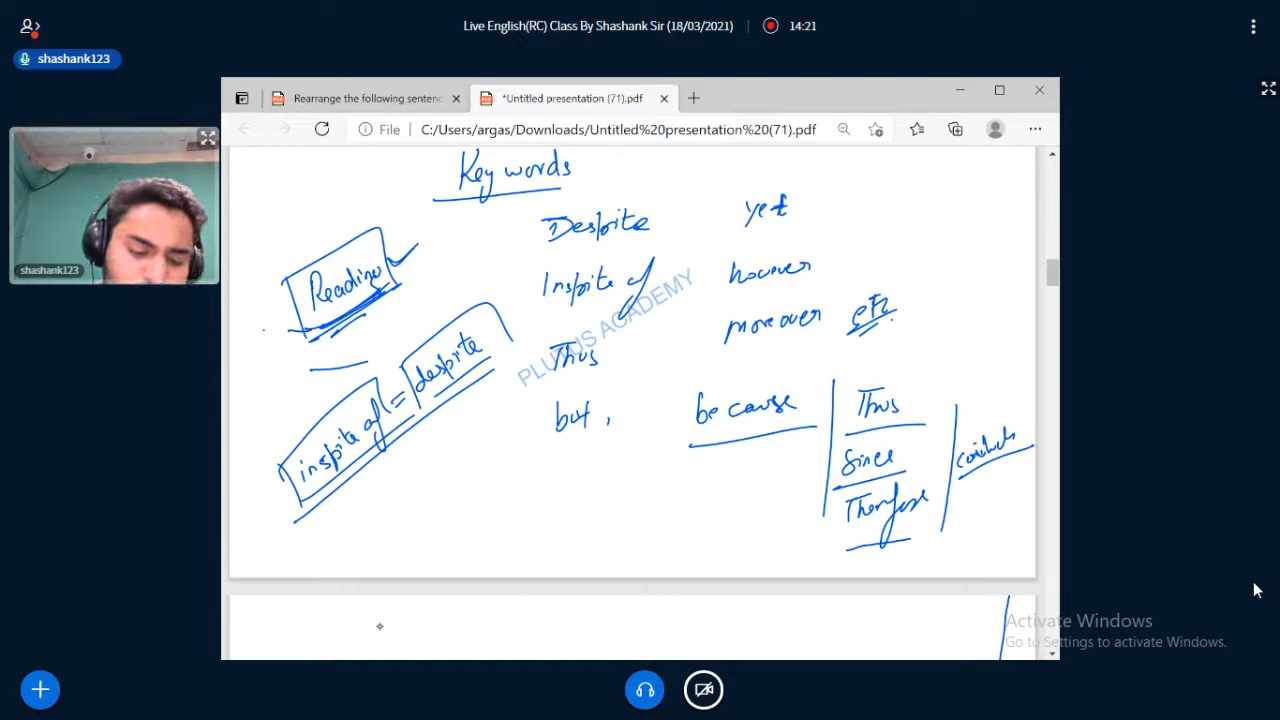 Live English(RC) Class By Shashank Sir (18/03/2021)
14:21
shashank123
Rearrange the following sentenc
*Untitled presentation (71).pdf
File
C:/Users/argas/Downloads/Untitled%20presentation%20(71).pdf
Key words
Despite
yet
Reading
Inspite of
however
moreover
etc.
PLUTUS ACADEMY
Thus
inspite of = despite
but,
because
Thus
Since
Therefore
shashank123
Activate Windows
Go to Settings to activate Windows.